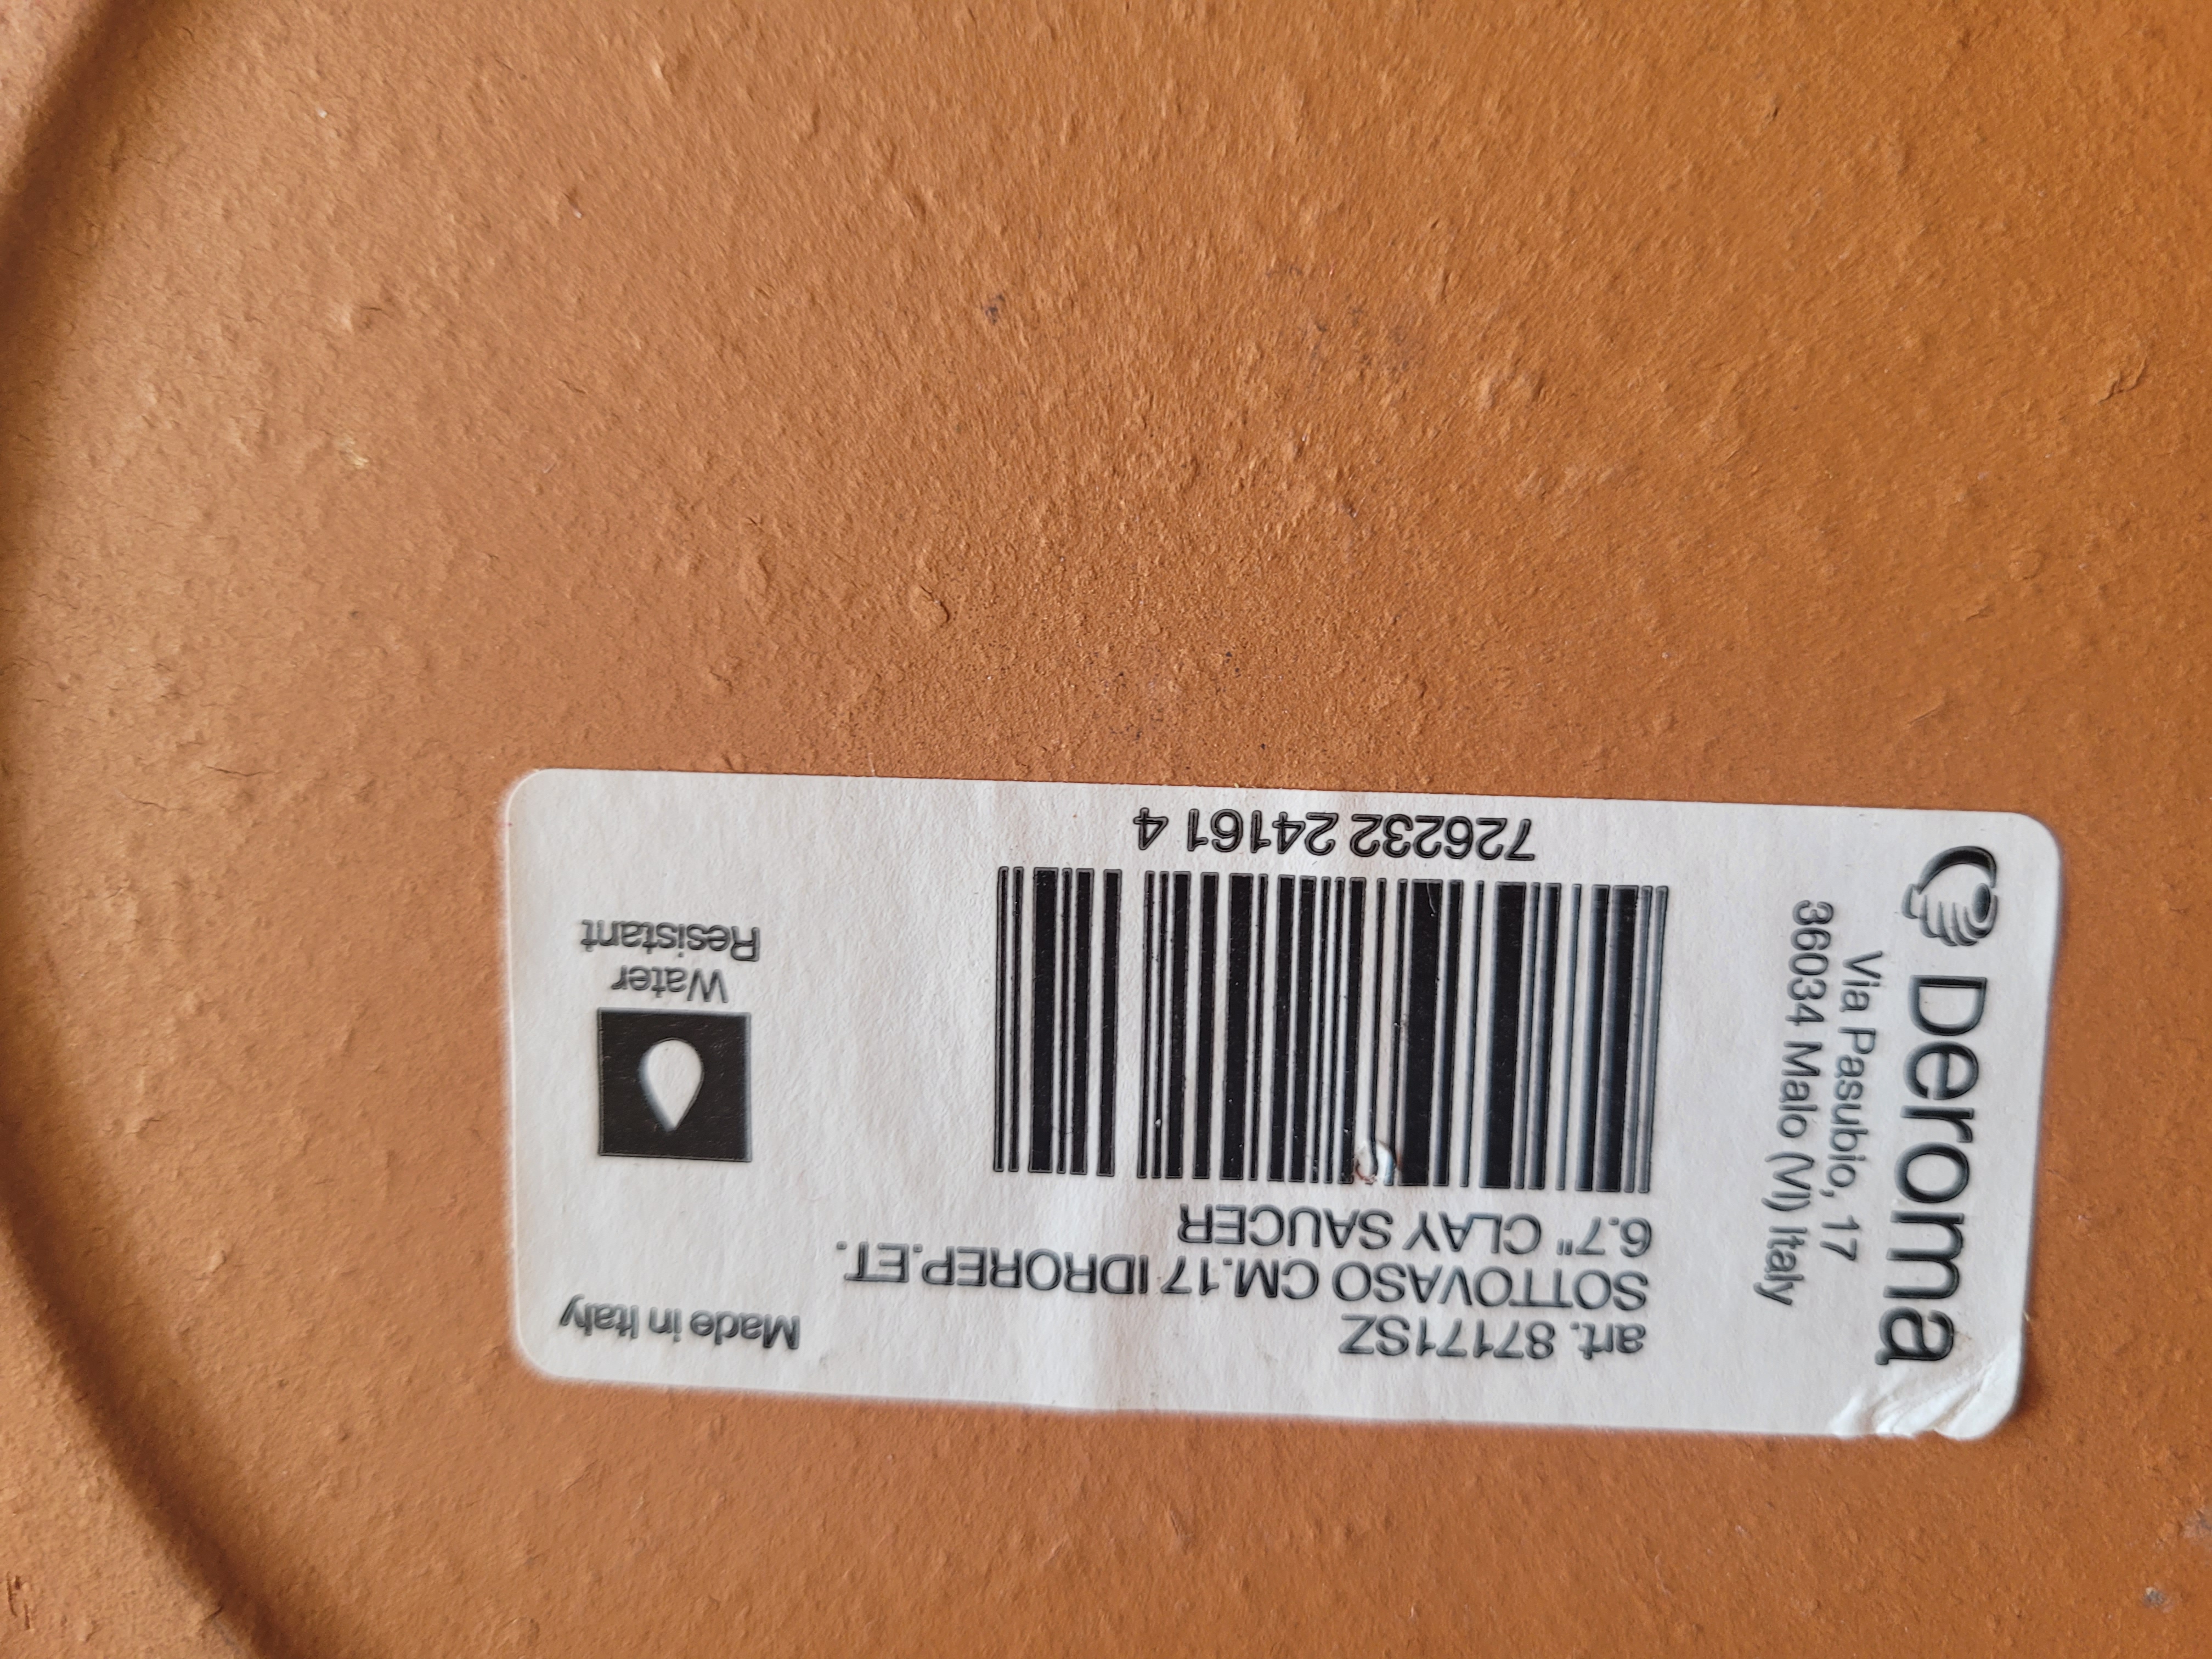 Made in Italy
art. 87171SZ
SOTTOVASO CM.17 IDROREP.ET.
6.7" CLAY SAUCER
726232 24161 4
Water
Resistant
Deroma
Via Pasubio, 17
36034 Malo (VI) Italy